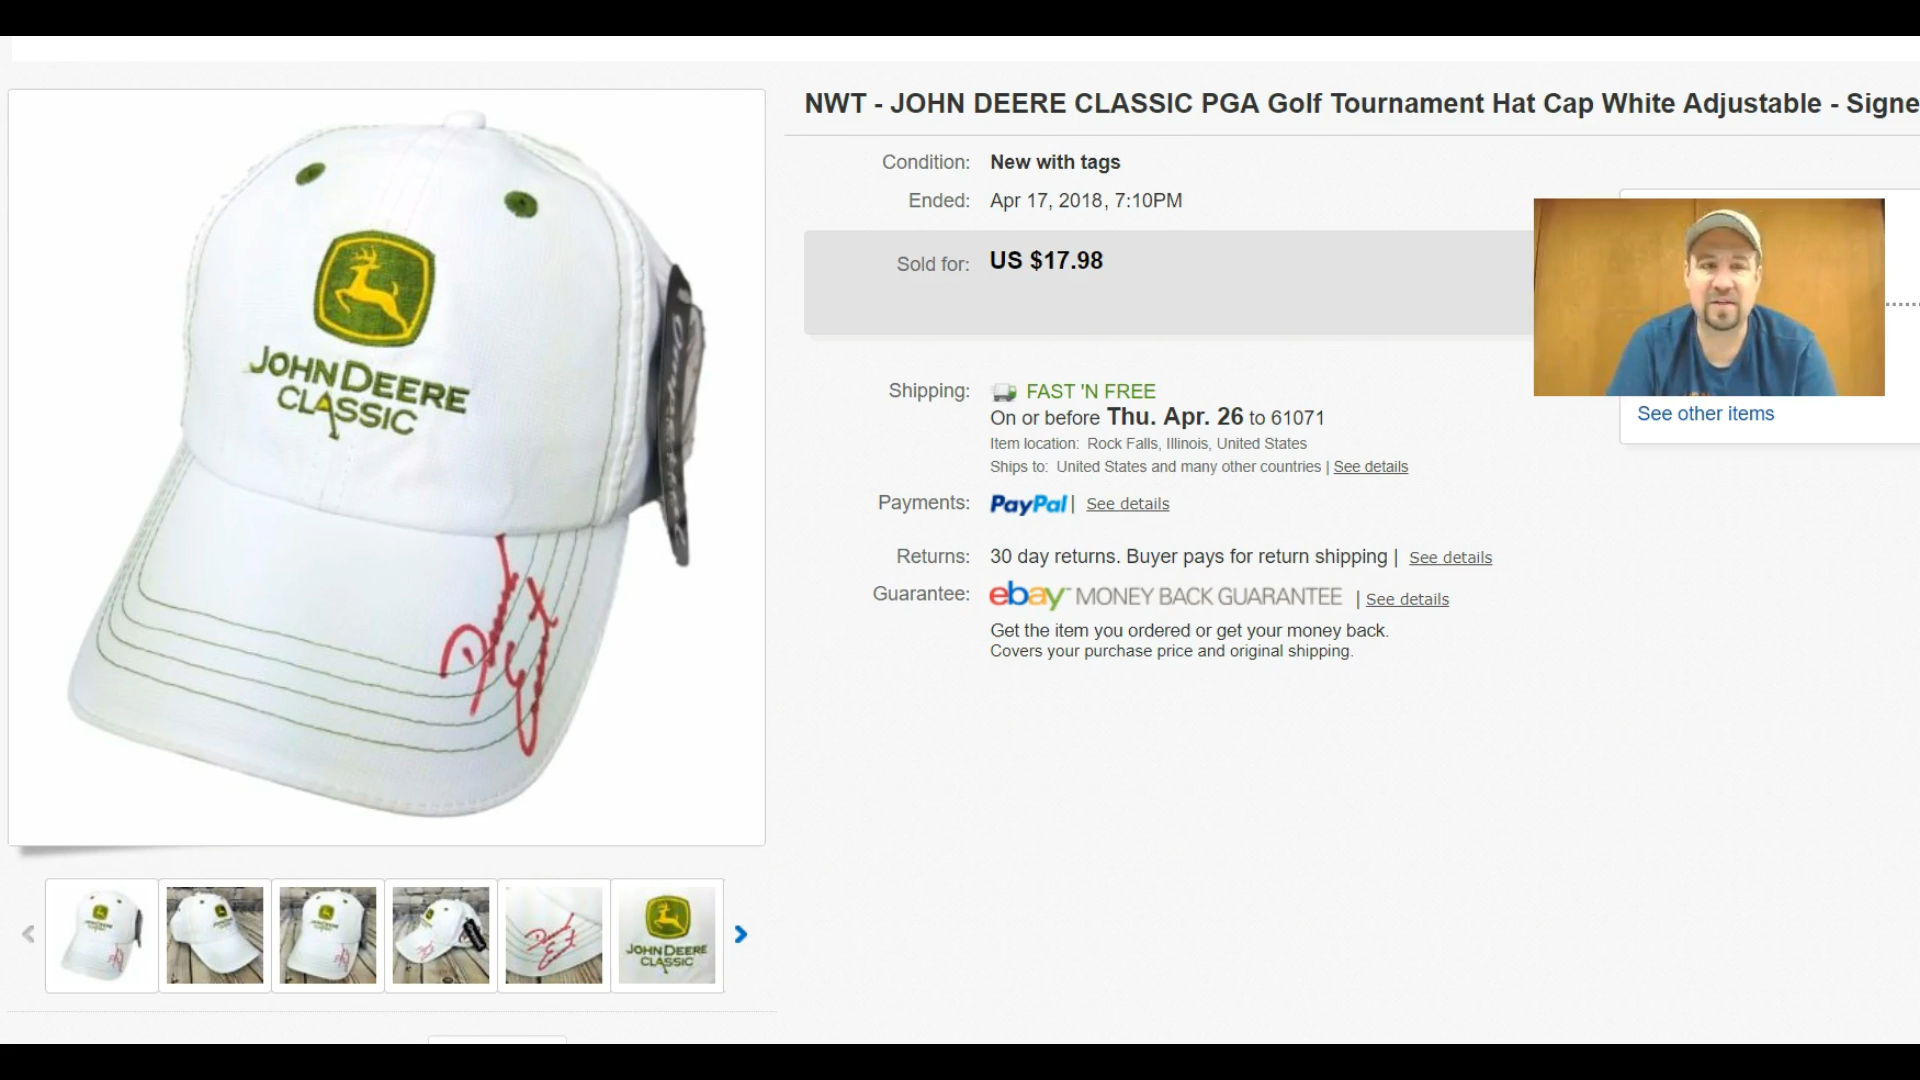 NWT - JOHN DEERE CLASSIC PGA Golf Tournament Hat Cap White Adjustable - Signe
Condition: New with tags
Ended: Apr 17, 2018, 7:10PM
Sold for: US $17.98
Shipping: FAST 'N FREE
On or before Thu. Apr. 26 to 61071
Item location: Rock Falls, Illinois, United States
Ships to: United States and many other countries | See details
Payments: PayPal | See details
Returns: 30 day returns. Buyer pays for return shipping | See details
Guarantee: ebay MONEY BACK GUARANTEE | See details
Get the item you ordered or get your money back.
Covers your purchase price and original shipping.
See other items
JOHN DEERE
CLASSIC
JOHN DEERE
CLASSIC